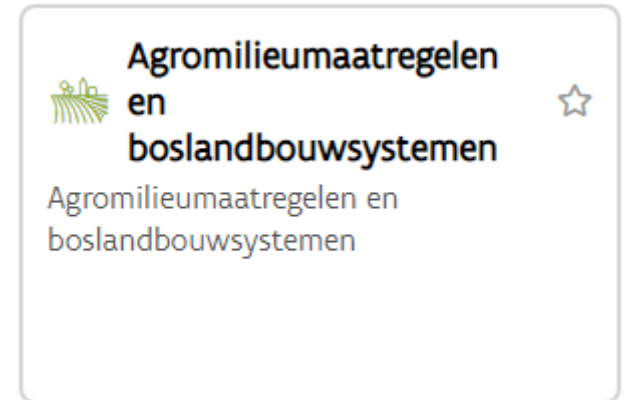 Agromilieumaatregelen
en
boslandbouwsystemen
Agromilieumaatregelen en
boslandbouwsystemen